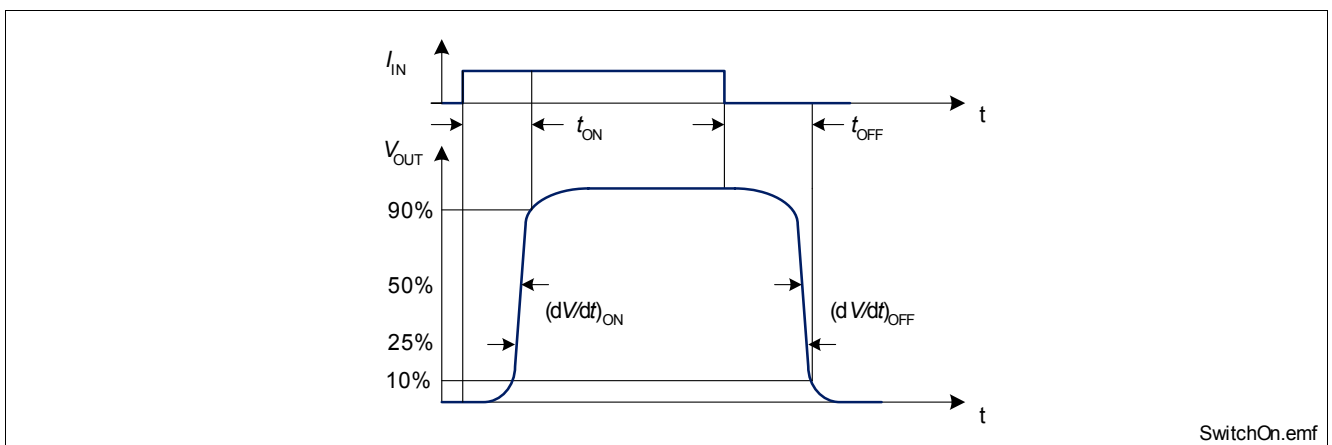 I_IN
t
t_ON
t_OFF
V_OUT
90%
50%
(dV/dt)_ON
(dV/dt)_OFF
25%
10%
t
SwitchOn.emf